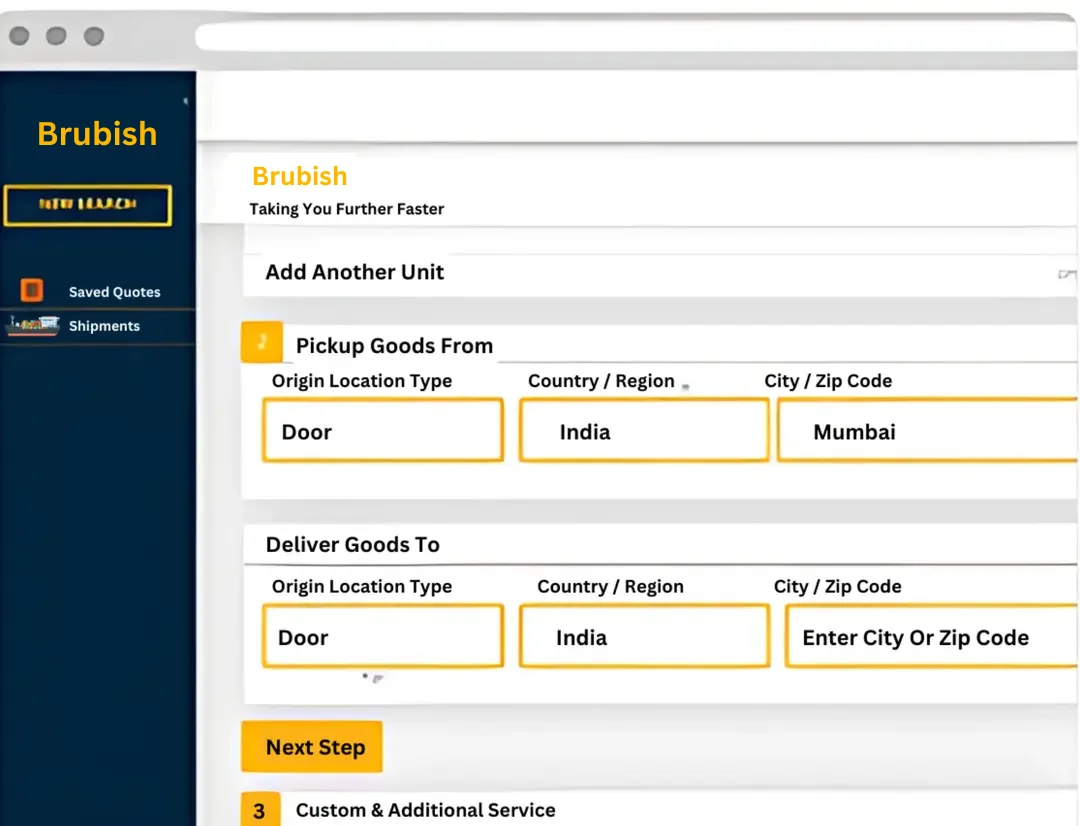 Brubish
NEW SEARCH
Saved Quotes
Shipments
Brubish
Taking You Further Faster
Add Another Unit
Pickup Goods From
Origin Location Type Country / Region City / Zip Code
Door India Mumbai
Deliver Goods To
Origin Location Type Country / Region City / Zip Code
Door India Enter City Or Zip Code
Next Step
3 Custom & Additional Service